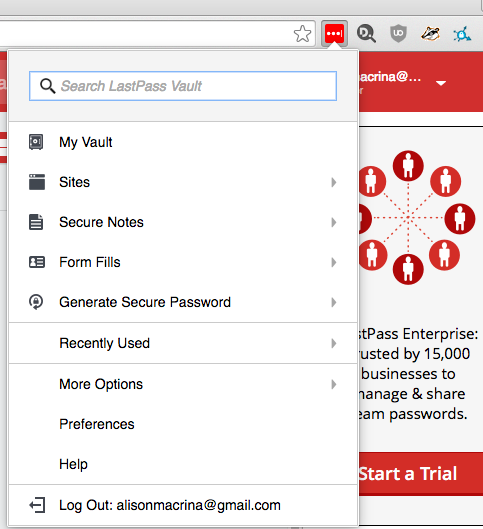 macrina@...
Search LastPass Vault
My Vault
Sites
Secure Notes
Form Fills
Generate Secure Password
Recently Used
More Options
Preferences
Help
Log Out: alisonmacrina@gmail.com
stPass Enterprise:
rusted by 15,000
businesses to
nanage & share
eam passwords.
Start a Trial